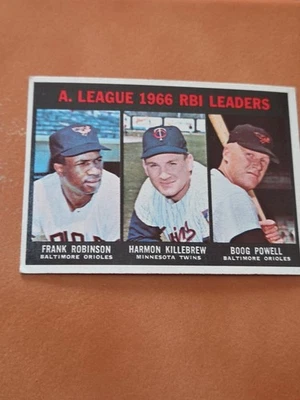 A. LEAGUE 1966 RBI LEADERS
FRANK ROBINSON
BALTIMORE ORIOLES
HARMON KILLEBREW
MINNESOTA TWINS
BOOG POWELL
BALTIMORE ORIOLES